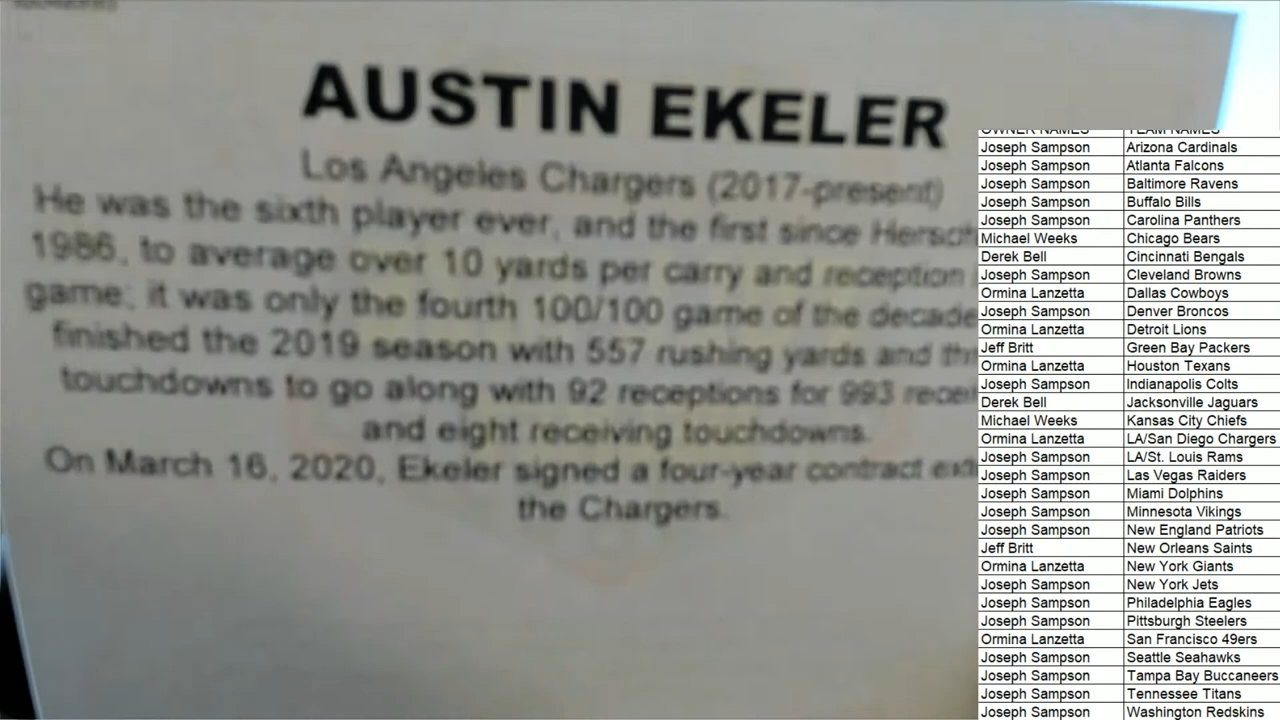 AUSTIN EKELER
Los Angeles Chargers (2017-present)
He was the sixth player ever, and the first since
1986, to average over 10 yards per carry and reception
game; it was only the fourth 100/100 game of the decade
finished the 2019 season with 557 rushing yards and
touchdowns to go along with 92 receptions for 993
and eight receiving touchdowns.
On March 16, 2020, Ekeler signed a four-year contract
the Chargers.
OWNER NAMES TEAM NAMES
Joseph Sampson Arizona Cardinals
Joseph Sampson Atlanta Falcons
Joseph Sampson Baltimore Ravens
Joseph Sampson Buffalo Bills
Joseph Sampson Carolina Panthers
Michael Weeks Chicago Bears
Derek Bell Cincinnati Bengals
Joseph Sampson Cleveland Browns
Ormina Lanzetta Dallas Cowboys
Joseph Sampson Denver Broncos
Ormina Lanzetta Detroit Lions
Jeff Britt Green Bay Packers
Ormina Lanzetta Houston Texans
Joseph Sampson Indianapolis Colts
Derek Bell Jacksonville Jaguars
Michael Weeks Kansas City Chiefs
Ormina Lanzetta LA/San Diego Chargers
Joseph Sampson LA/St. Louis Rams
Joseph Sampson Las Vegas Raiders
Joseph Sampson Miami Dolphins
Joseph Sampson Minnesota Vikings
Joseph Sampson New England Patriots
Jeff Britt New Orleans Saints
Ormina Lanzetta New York Giants
Joseph Sampson New York Jets
Joseph Sampson Philadelphia Eagles
Joseph Sampson Pittsburgh Steelers
Ormina Lanzetta San Francisco 49ers
Joseph Sampson Seattle Seahawks
Joseph Sampson Tampa Bay Buccaneers
Joseph Sampson Tennessee Titans
Joseph Sampson Washington Redskins